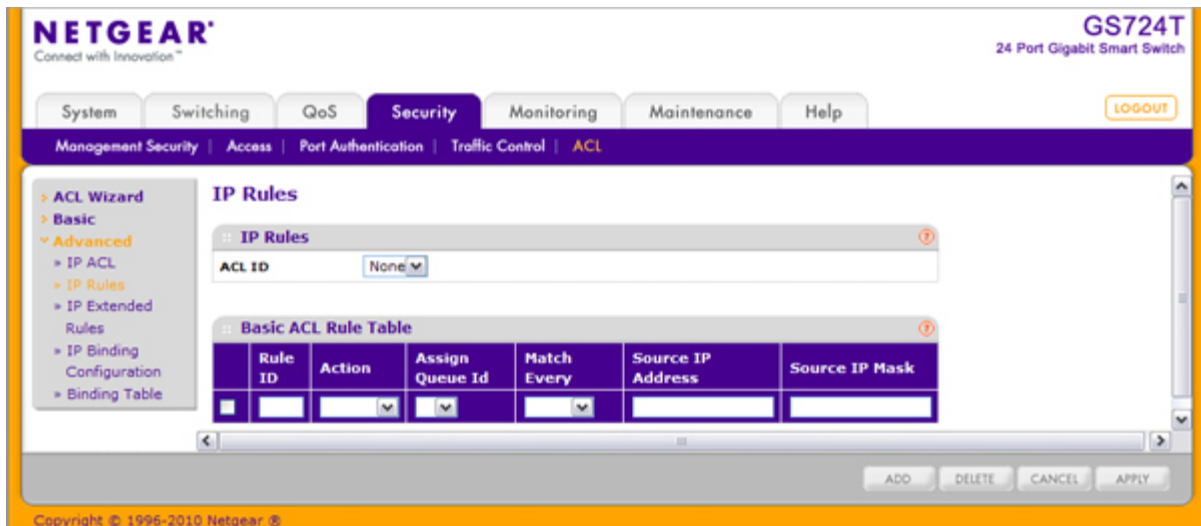 NETGEAR®
Connect with Innovation™
GS724T
24 Port Gigabit Smart Switch
System Switching QoS Security Monitoring Maintenance Help LOGOUT
Management Security | Access | Port Authentication | Traffic Control | ACL
ACL Wizard
Basic
Advanced
» IP ACL
» IP Rules
» IP Extended
Rules
» IP Binding
Configuration
» Binding Table
IP Rules
IP Rules ?
ACL ID None
Basic ACL Rule Table ?
Rule
ID
Action
Assign
Queue Id
Match
Every
Source IP
Address
Source IP Mask
ADD DELETE CANCEL APPLY
Copyright © 1996-2010 Netgear ®